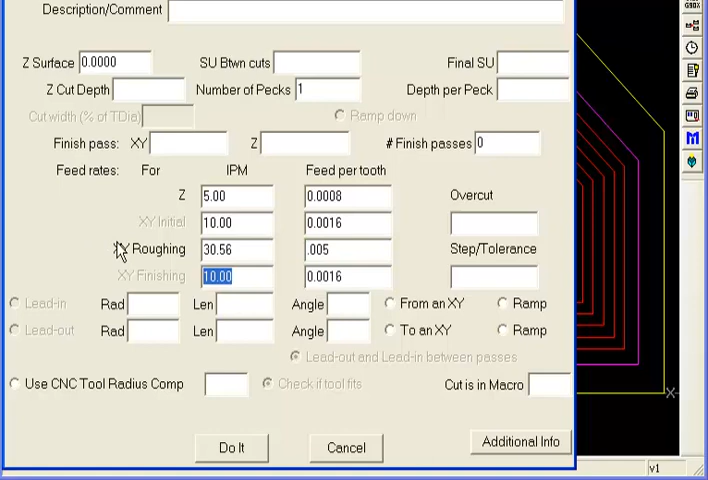 Description/Comment
Z Surface 0.0000 SU Btwn cuts Final SU
Z Cut Depth Number of Pecks 1 Depth per Peck
Cut width (% of TDia) Ramp down
Finish pass: XY Z # Finish passes 0
Feed rates: For IPM Feed per tooth
Z 5.00 0.0008 Overcut
XY Initial 10.00 0.0016
XY Roughing 30.56 .005 Step/Tolerance
XY Finishing 10.00 0.0016
Lead-in Rad Len Angle From an XY Ramp
Lead-out Rad Len Angle To an XY Ramp
Lead-out and Lead-in between passes
Use CNC Tool Radius Comp Check if tool fits Cut is in Macro
Do It Cancel Additional Info
X
v1
M